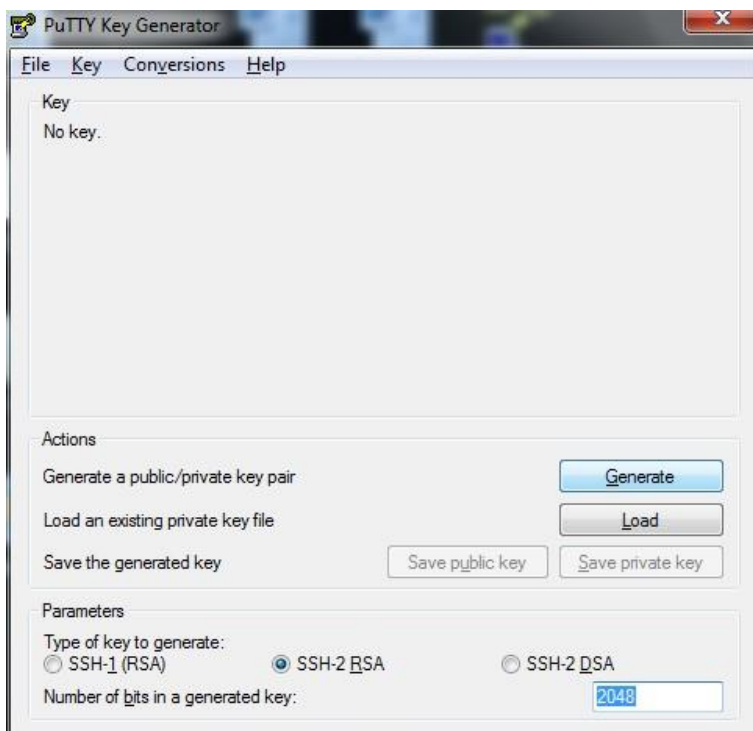 PuTTY Key Generator
X
File Key Conversions Help
Key
No key.
Actions
Generate a public/private key pair
Generate
Load an existing private key file
Load
Save the generated key
Save public key
Save private key
Parameters
Type of key to generate:
SSH-1 (RSA) SSH-2 RSA SSH-2 DSA
Number of bits in a generated key:
2048